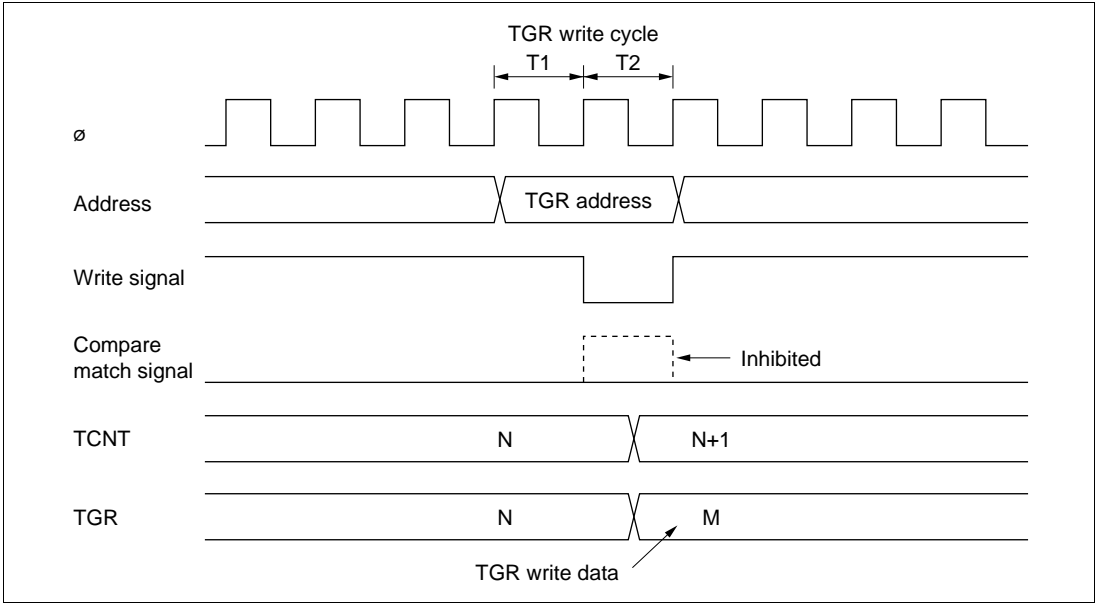 TGR write cycle
T1 T2
ø
Address TGR address
Write signal
Compare
match signal Inhibited
TCNT N N+1
TGR N M
TGR write data